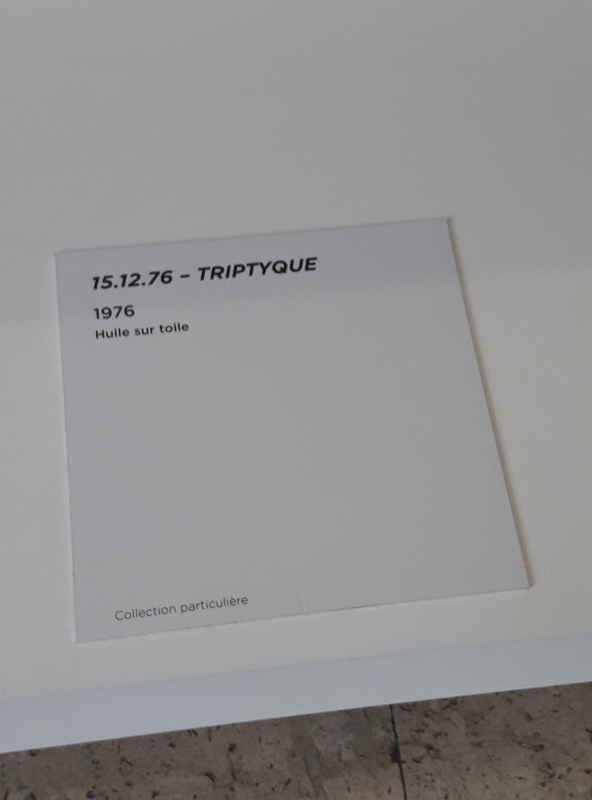 15.12.76 – TRIPTYQUE
1976
Huile sur toile
Collection particulière